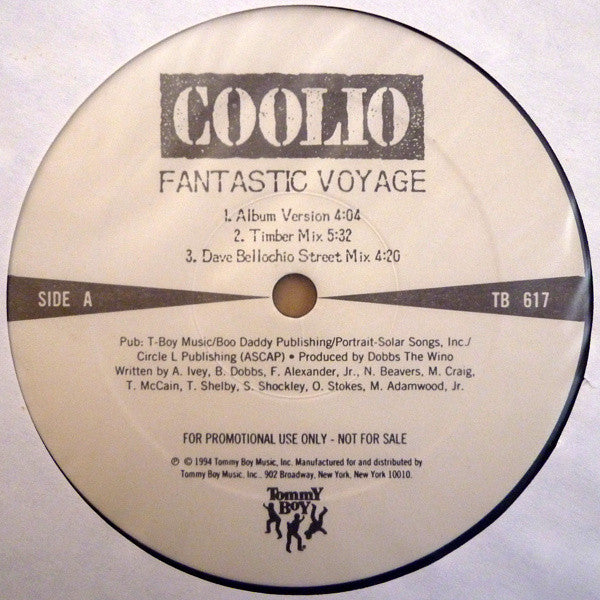 COOLIO
FANTASTIC VOYAGE
1. Album Version 4:04
2. Timber Mix 5:32
3. Dave Bellochio Street Mix 4:20
SIDE A
TB 617
Pub: T-Boy Music/Boo Daddy Publishing/Portrait-Solar Songs, Inc./
Circle L Publishing (ASCAP) • Produced by Dobbs The Wino
Written by A. Ivey, B. Dobbs, F. Alexander, Jr., N. Beavers, M. Craig,
T. McCain, T. Shelby, S. Shockley, O. Stokes, M. Adamwood, Jr.
FOR PROMOTIONAL USE ONLY - NOT FOR SALE
℗ © 1994 Tommy Boy Music, Inc. Manufactured for and distributed by
Tommy Boy Music, Inc., 902 Broadway, New York, New York 10010.
Tommy
Boy